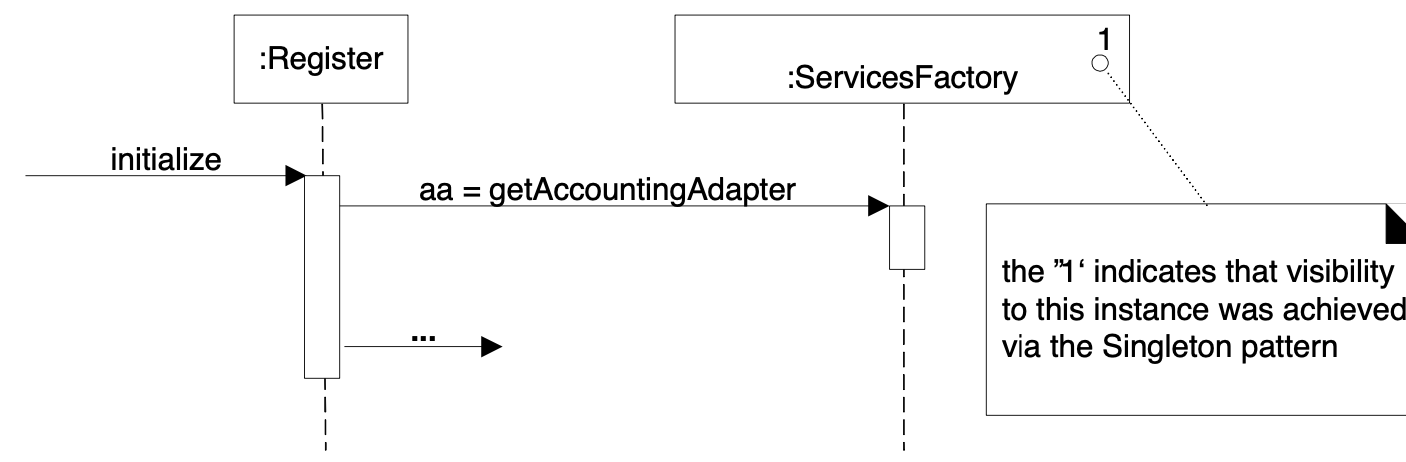 :Register
1
:ServicesFactory
initialize
aa = getAccountingAdapter
...
the ”1‘ indicates that visibility
to this instance was achieved
via the Singleton pattern